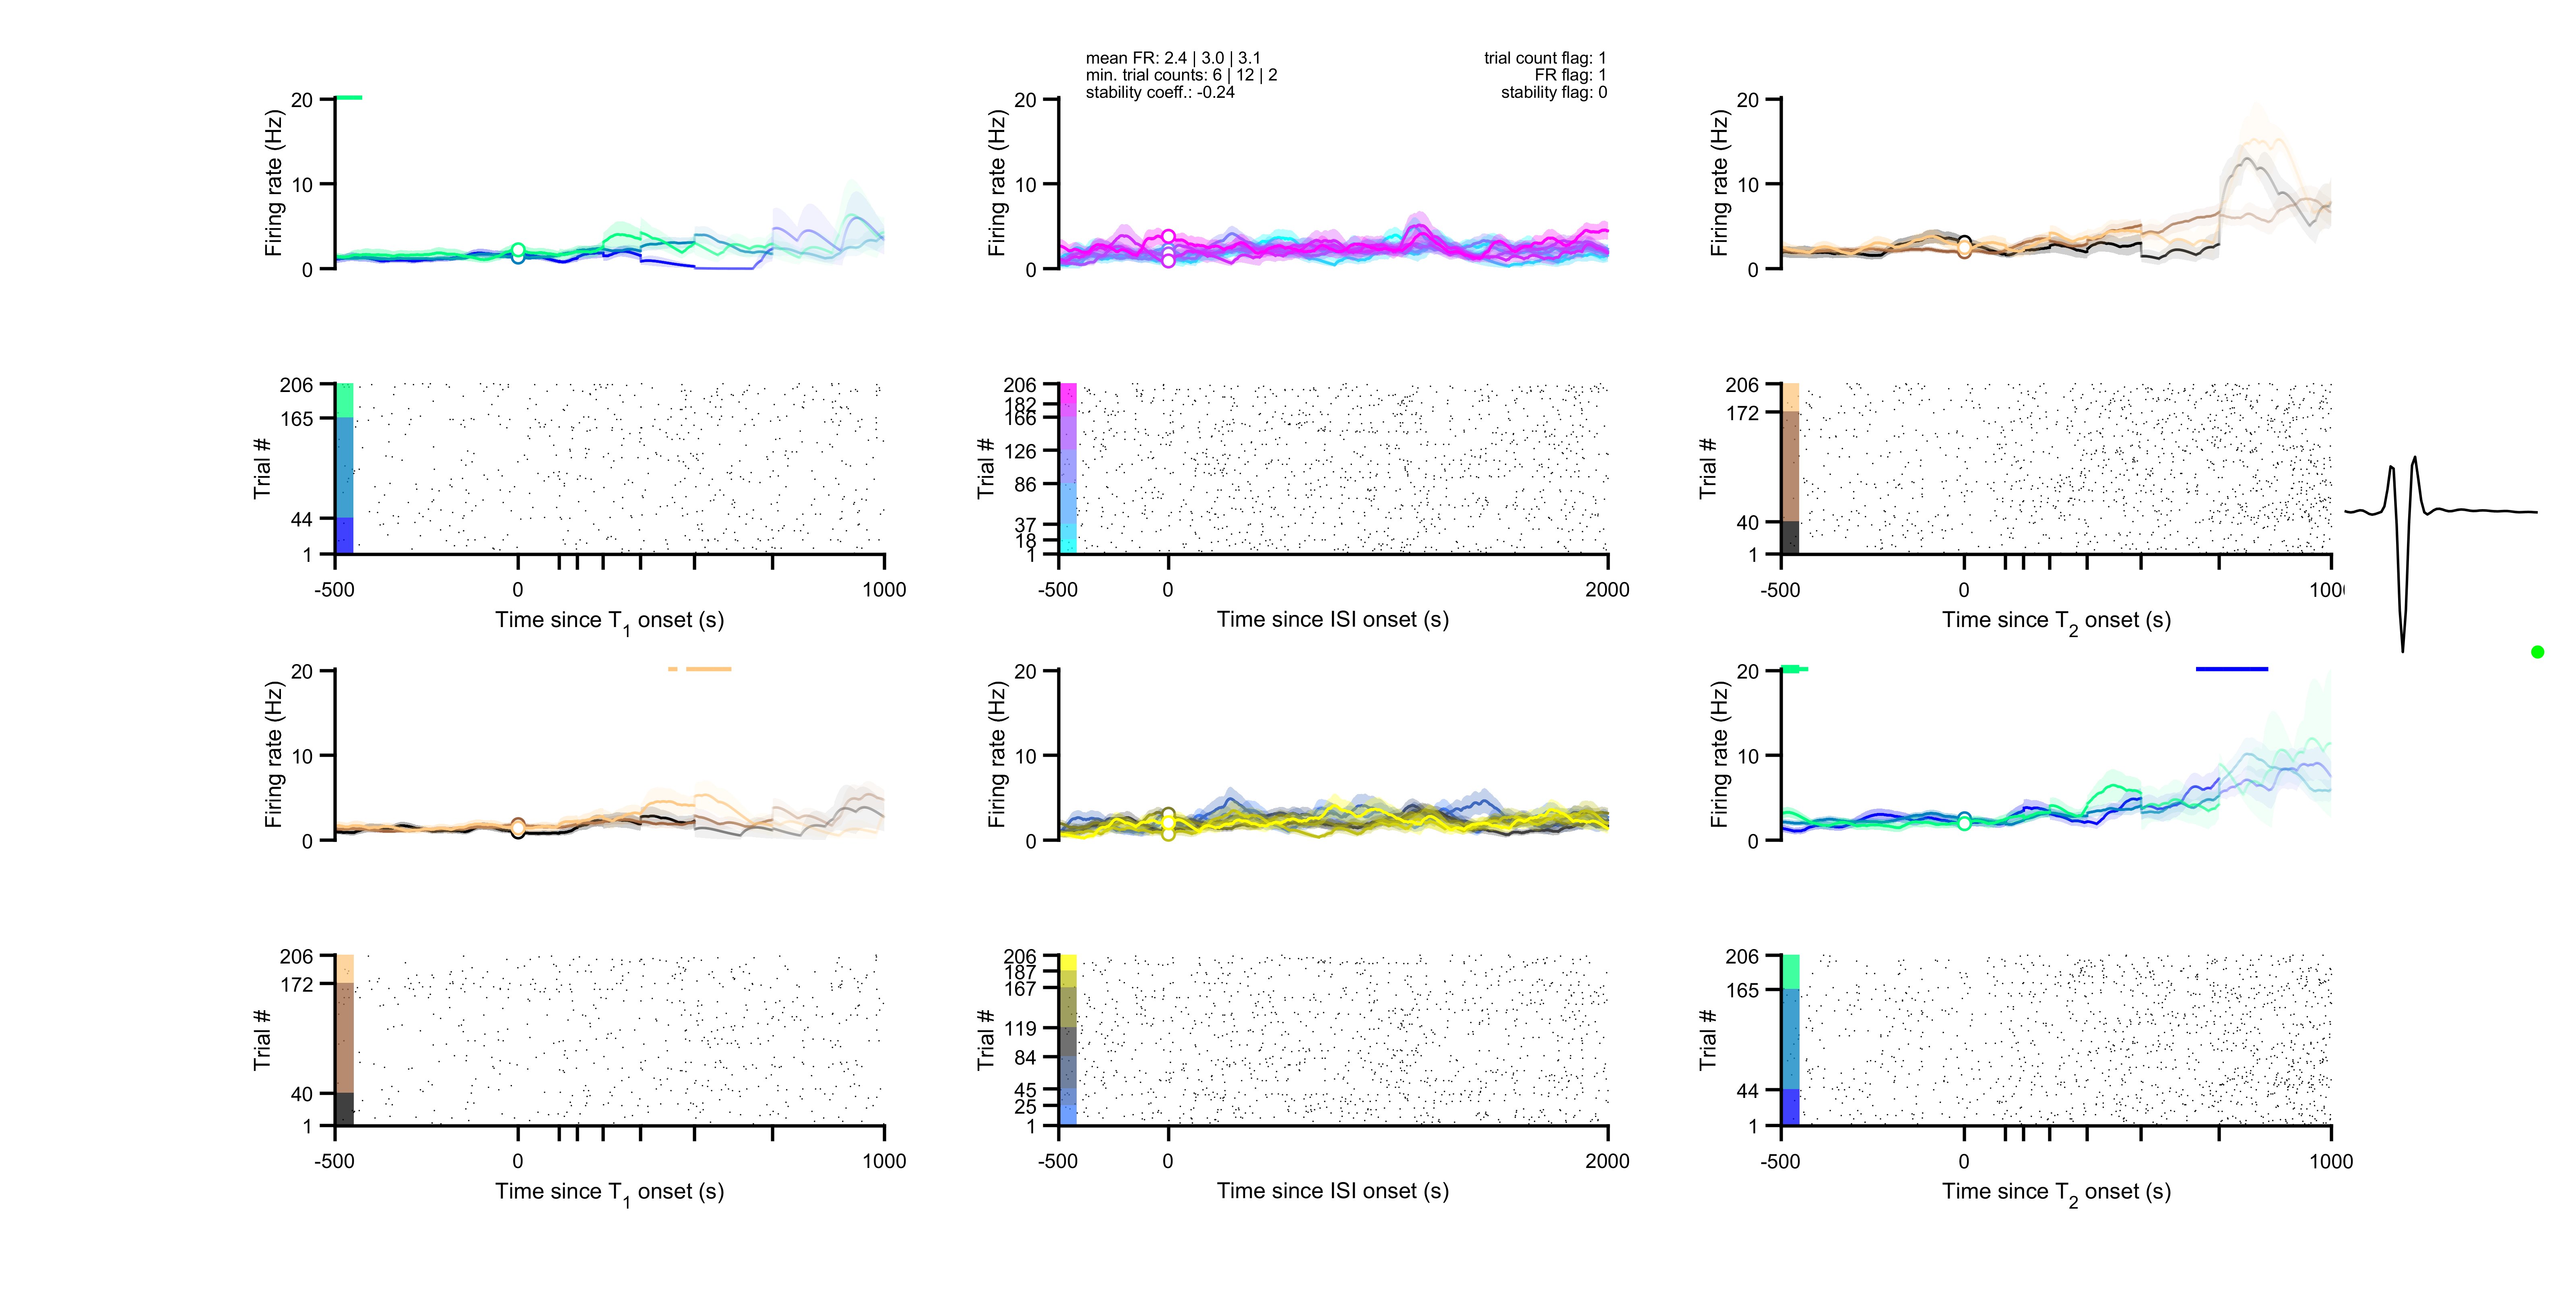 mean FR: 2.4 | 3.0 | 3.1
min. trial counts: 6 | 12 | 2
stability coeff.: -0.24
trial count flag: 1
FR flag: 1
stability flag: 0
20
10
0
Firing rate (Hz)
20
10
0
Firing rate (Hz)
20
10
0
Firing rate (Hz)
206
165
44
1
Trial #
-500
0
1000
Time since T1 onset (s)
206
182
166
126
86
37
18
1
Trial #
-500
0
2000
Time since ISI onset (s)
206
172
40
1
Trial #
-500
0
100
Time since T2 onset (s)
20
10
0
Firing rate (Hz)
20
10
0
Firing rate (Hz)
20
10
0
Firing rate (Hz)
206
172
40
1
Trial #
-500
0
1000
Time since T1 onset (s)
206
187
167
119
84
45
25
1
Trial #
-500
0
2000
Time since ISI onset (s)
206
165
44
1
Trial #
-500
0
1000
Time since T2 onset (s)